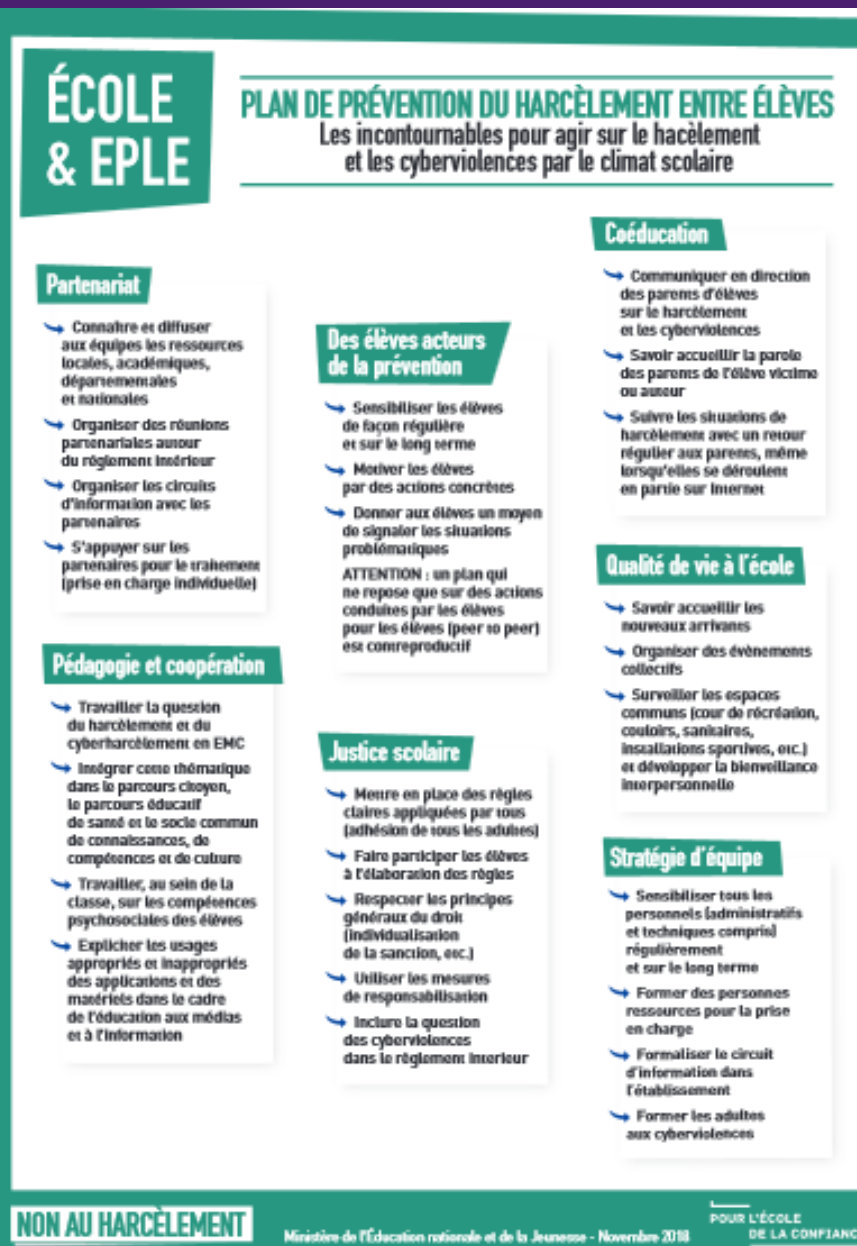 ÉCOLE
& EPLE
PLAN DE PRÉVENTION DU HARCÈLEMENT ENTRE ÉLÈVES
Les incontournables pour agir sur le hacèlement
et les cyberviolences par le climat scolaire
Partenariat
Connaître et diffuser
aux équipes les ressources
locales, académiques,
départementales
et nationales
Organiser des réunions
partenariales autour
du règlement intérieur
Organiser les circuits
d'information avec les
partenaires
S'appuyer sur les
partenaires pour le traitement
(prise en charge individuelle)
Pédagogie et coopération
Travailler la question
du harcèlement et du
cyberharcèlement en EMC
Intégrer cette thématique
dans le parcours citoyen,
le parcours éducatif
de santé et le socle commun
de connaissances, de
compétences et de culture
Travailler, au sein de la
classe, sur les compétences
psychosociales des élèves
Expliciter les usages
appropriés et inappropriés
des applications et des
matériels dans le cadre
de l'éducation aux médias
et à l'information
Des élèves acteurs
de la prévention
Sensibiliser les élèves
de façon régulière
et sur le long terme
Motiver les élèves
par des actions concrètes
Donner aux élèves un moyen
de signaler les situations
problématiques
ATTENTION : un plan qui
ne repose que sur des actions
conduites par les élèves
pour les élèves (peer to peer)
est contreproductif
Justice scolaire
Mettre en place des règles
claires appliquées par tous
(adhésion de tous les adultes)
Faire participer les élèves
à l'élaboration des règles
Respecter les principes
généraux du droit
(individualisation
de la sanction, etc.)
Utiliser les mesures
de responsabilisation
Inclure la question
des cyberviolences
dans le règlement interieur
Coéducation
Communiquer en direction
des parents d'élèves
sur le harcèlement
et les cyberviolences
Savoir accueillir la parole
des parents de l'élève victime
ou auteur
Suivre les situations de
harcèlement avec un retour
régulier aux parents, même
lorsqu'elles se déroulent
en partie sur Internet
Qualité de vie à l'école
Savoir accueillir les
nouveaux arrivants
Organiser des évènements
collectifs
Surveiller les espaces
communs (cour de récréation,
couloirs, sanitaires,
installations sportives, etc.)
et développer la bienveillance
interpersonnelle
Stratégie d'équipe
Sensibiliser tous les
personnels (administratifs
et techniques compris)
régulièrement
et sur le long terme
Former des personnes
ressources pour la prise
en charge
Formaliser le circuit
d'information dans
l'établissement
Former les adultes
aux cyberviolences
NON AU HARCÈLEMENT
Ministère de l'Éducation nationale et de la Jeunesse - Novembre 2018
POUR L'ÉCOLE
DE LA CONFIANC